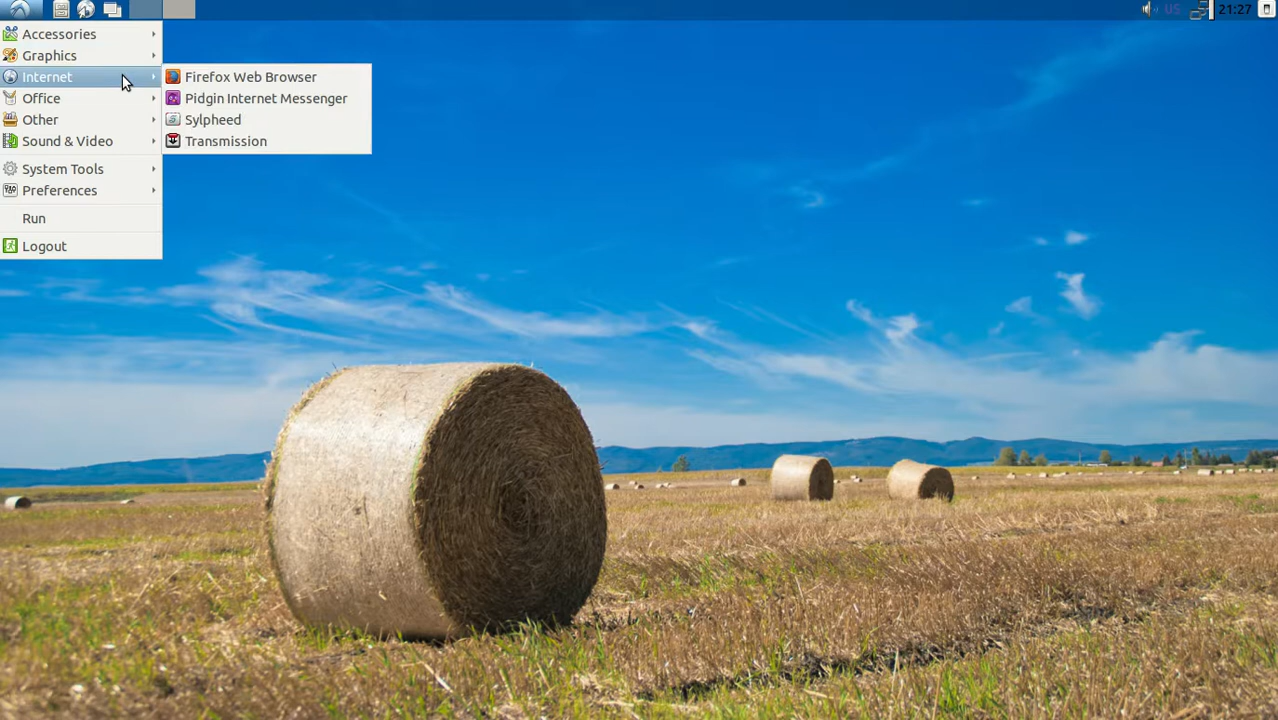 US 21:27
Accessories
Graphics
Internet
Office
Other
Sound & Video
System Tools
Preferences
Run
Logout
Firefox Web Browser
Pidgin Internet Messenger
Sylpheed
Transmission